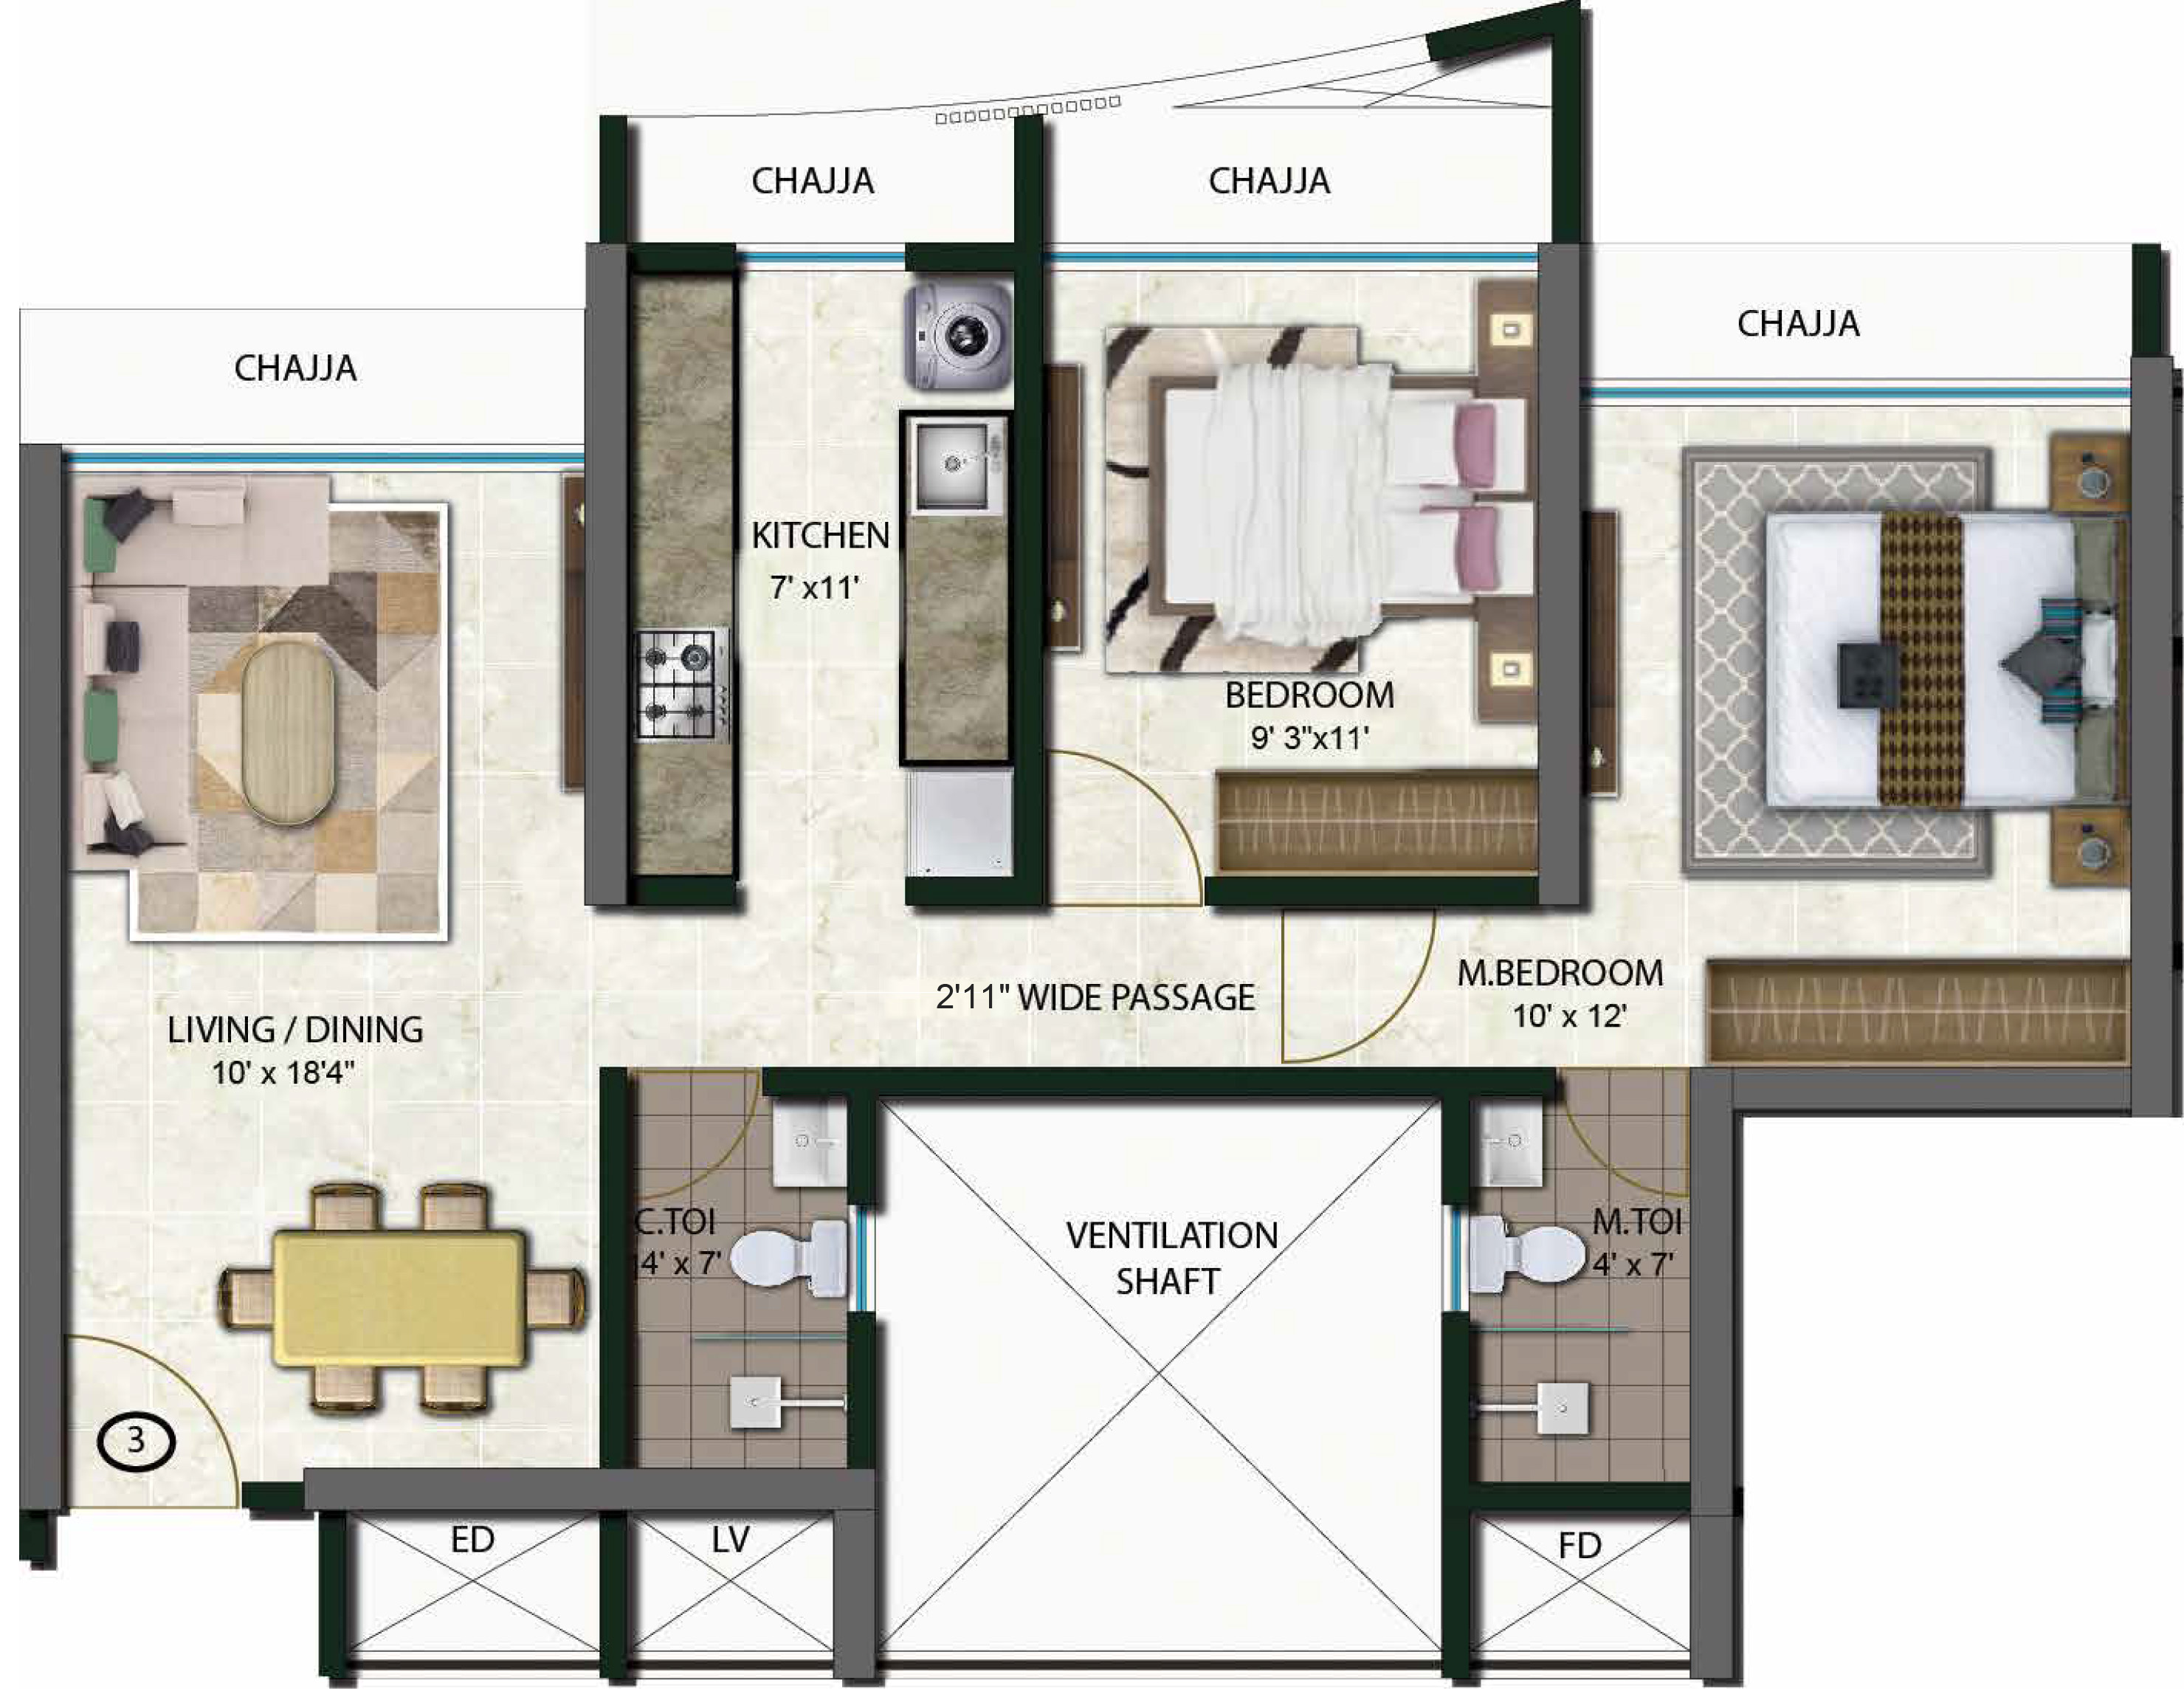 CHAJJA
CHAJJA
CHAJJA
CHAJJA
KITCHEN
7' x11'
BEDROOM
9' 3"x11'
M.BEDROOM
10' x 12'
2'11" WIDE PASSAGE
LIVING / DINING
10' x 18'4"
C.TOI
4' x 7'
VENTILATION
SHAFT
M.TOI
4' x 7'
3
ED
LV
FD